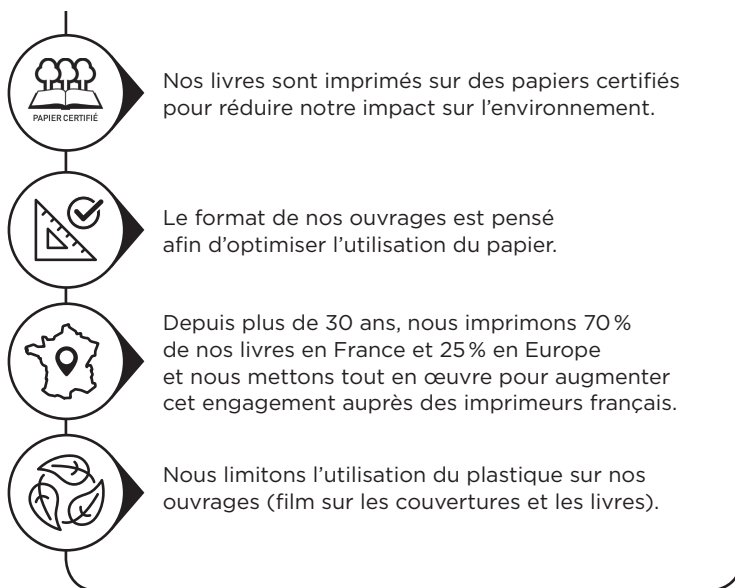 PAPIER CERTIFIÉ
Nos livres sont imprimés sur des papiers certifiés
pour réduire notre impact sur l’environnement.
Le format de nos ouvrages est pensé
afin d’optimiser l’utilisation du papier.
Depuis plus de 30 ans, nous imprimons 70 %
de nos livres en France et 25 % en Europe
et nous mettons tout en œuvre pour augmenter
cet engagement auprès des imprimeurs français.
Nous limitons l’utilisation du plastique sur nos
ouvrages (film sur les couvertures et les livres).